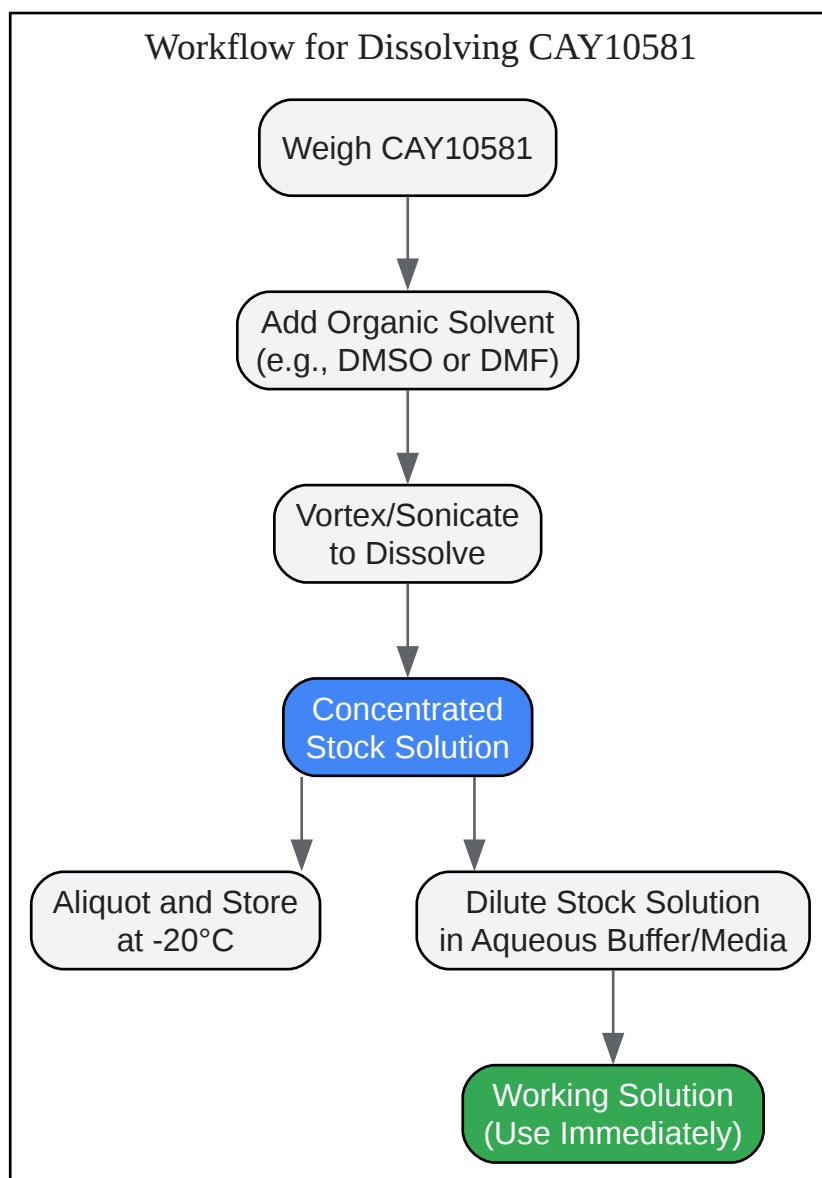 Workflow for Dissolving CAY10581
Weigh CAY10581
Add Organic Solvent
(e.g., DMSO or DMF)
Vortex/Sonicate
to Dissolve
Concentrated
Stock Solution
Aliquot and Store
at -20°C
Dilute Stock Solution
in Aqueous Buffer/Media
Working Solution
(Use Immediately)